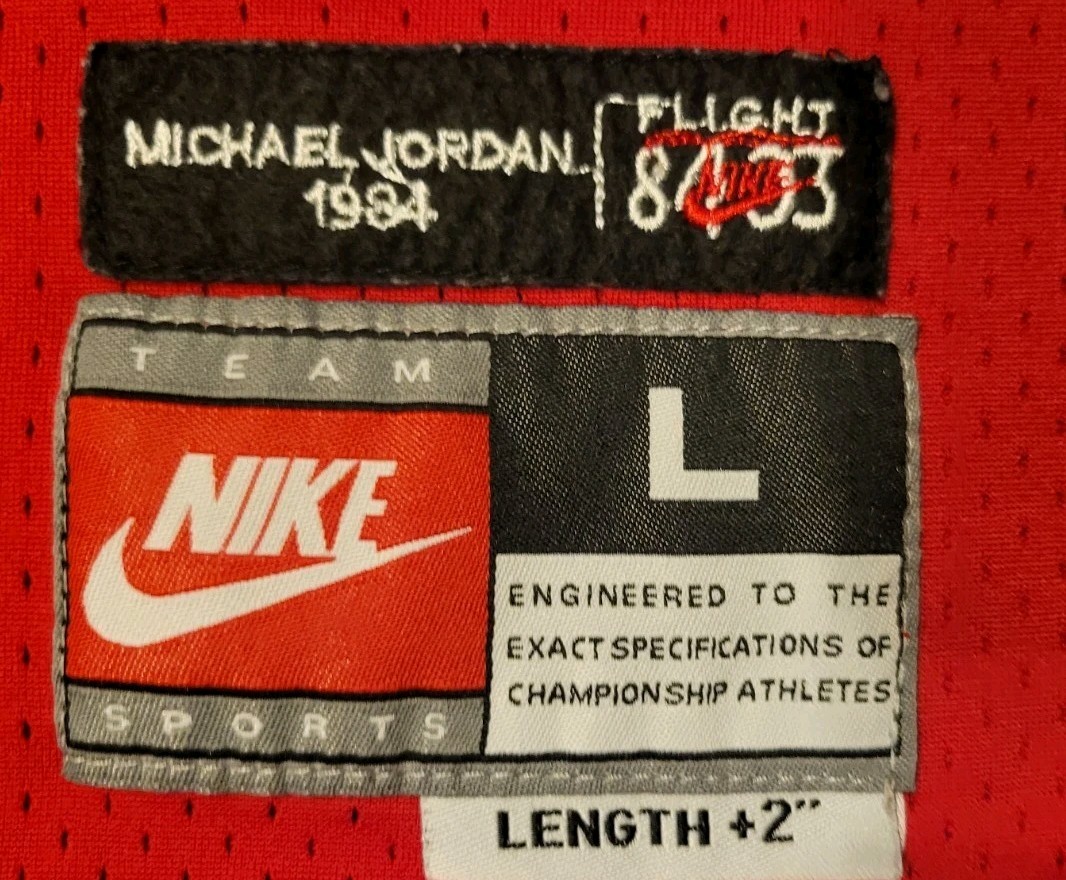 MICHAEL JORDAN
1984
FLIGHT
NIKE
TEAM
NIKE
SPORTS
L
ENGINEERED TO THE
EXACT SPECIFICATIONS OF
CHAMPIONSHIP ATHLETES
LENGTH +2"